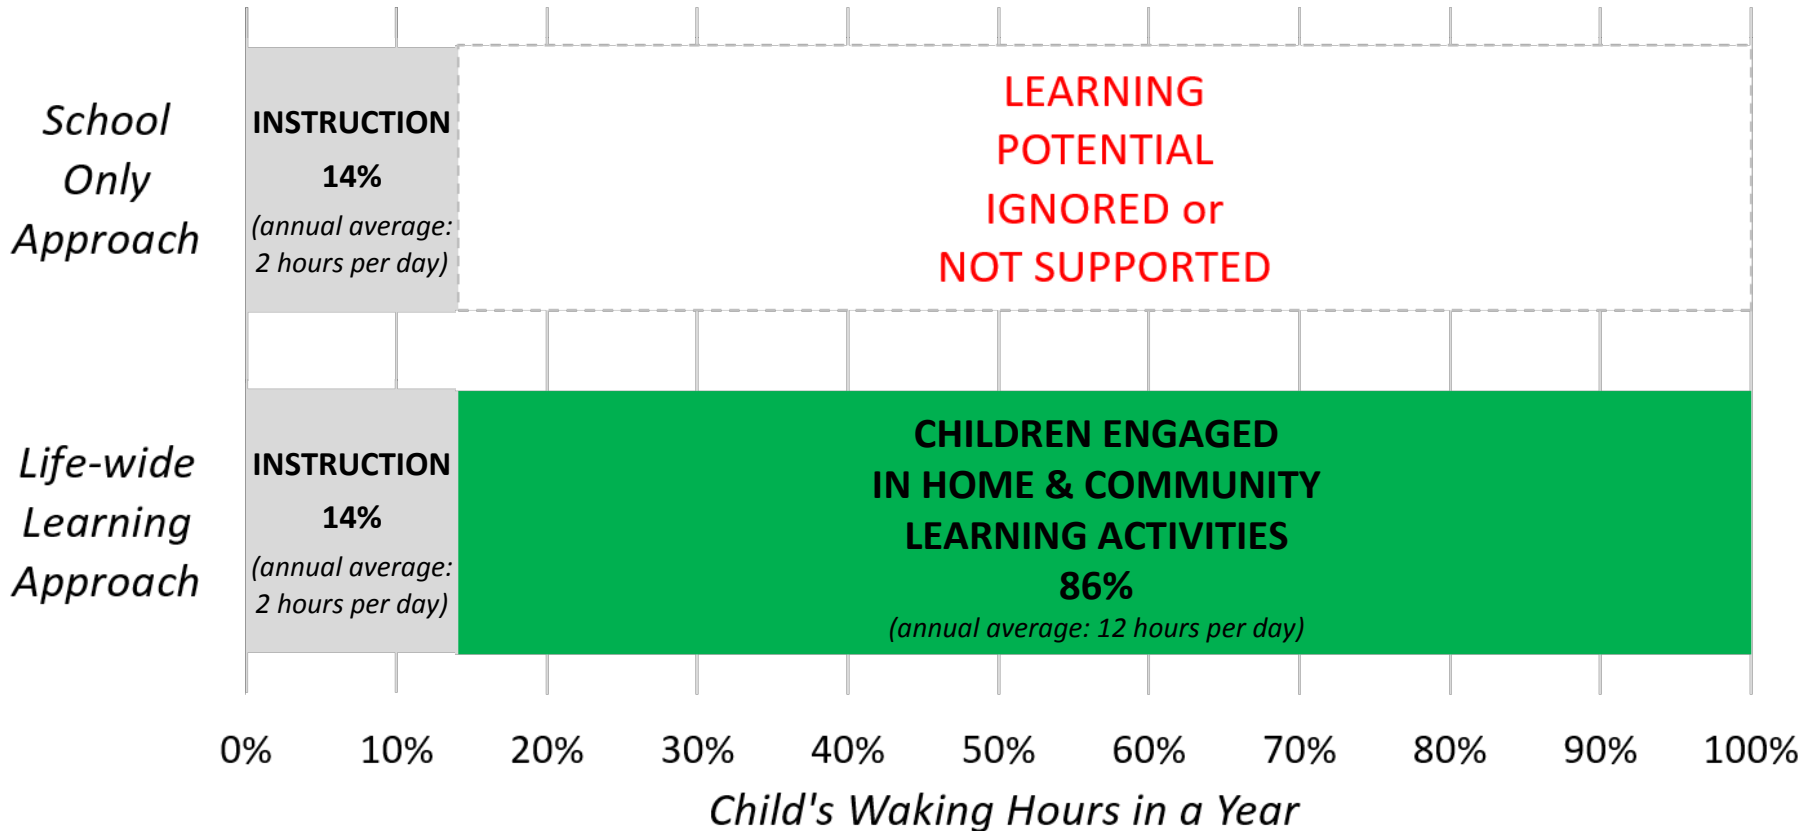 School
Only
Approach
INSTRUCTION
14%
(annual average:
2 hours per day)
LEARNING
POTENTIAL
IGNORED or
NOT SUPPORTED
Life-wide
Learning
Approach
INSTRUCTION
14%
(annual average:
2 hours per day)
CHILDREN ENGAGED
IN HOME & COMMUNITY
LEARNING ACTIVITIES
86%
(annual average: 12 hours per day)
0% 10% 20% 30% 40% 50% 60% 70% 80% 90% 100%
Child's Waking Hours in a Year